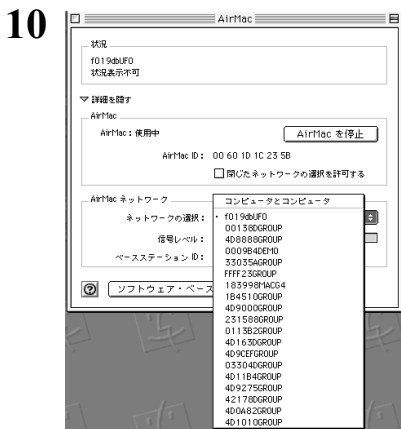 10
AirMac
状況
f019dbUFO
状況表示不可
詳細を隠す
AirMac
AirMac：使用中
AirMac を停止
AirMac ID： 00 60 1D 1C 23 5B
閉じたネットワークの選択を許可する
AirMac ネットワーク
ネットワークの選択：
信号レベル：
ベースステーション ID：
ソフトウェア・ベース
コンピュータとコンピュータ
• f019dbUFO
00138DGROUP
4D8888GROUP
0009B4DEMO
33035AGROUP
FFFF23GROUP
183998MACG4
1B4510GROUP
4D9000GROUP
231588GROUP
0113B2GROUP
4D163DGROUP
4D9CEFGROUP
03304DGROUP
4D11B4GROUP
4D9275GROUP
42178DGROUP
4D0A82GROUP
4D1010GROUP